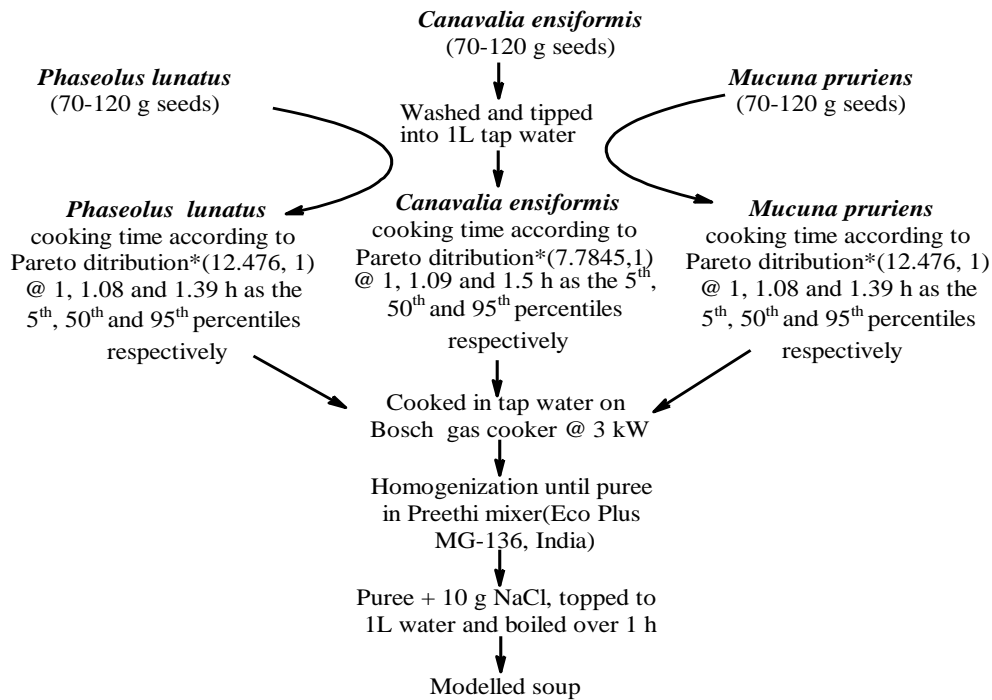 Canavalia ensiformis
(70-120 g seeds)
Phaseolus lunatus
(70-120 g seeds)
Mucuna pruriens
(70-120 g seeds)
Washed and tipped
into 1L tap water
Phaseolus lunatus
cooking time according to
Pareto ditribution*(12.476, 1)
@ 1, 1.08 and 1.39 h as the
5th, 50th and 95th percentiles
respectively
Canavalia ensiformis
cooking time according to
Pareto ditribution*(7.7845,1)
@ 1, 1.09 and 1.5 h as the 5th,
50th and 95th percentiles
respectively
Mucuna pruriens
cooking time according to
Pareto ditribution*(12.476, 1)
@ 1, 1.08 and 1.39 h as the
5th, 50th and 95th percentiles
respectively
Cooked in tap water on
Bosch gas cooker @ 3 kW
Homogenization until puree
in Preethi mixer(Eco Plus
MG-136, India)
Puree + 10 g NaCl, topped to
1L water and boiled over 1 h
Modelled soup